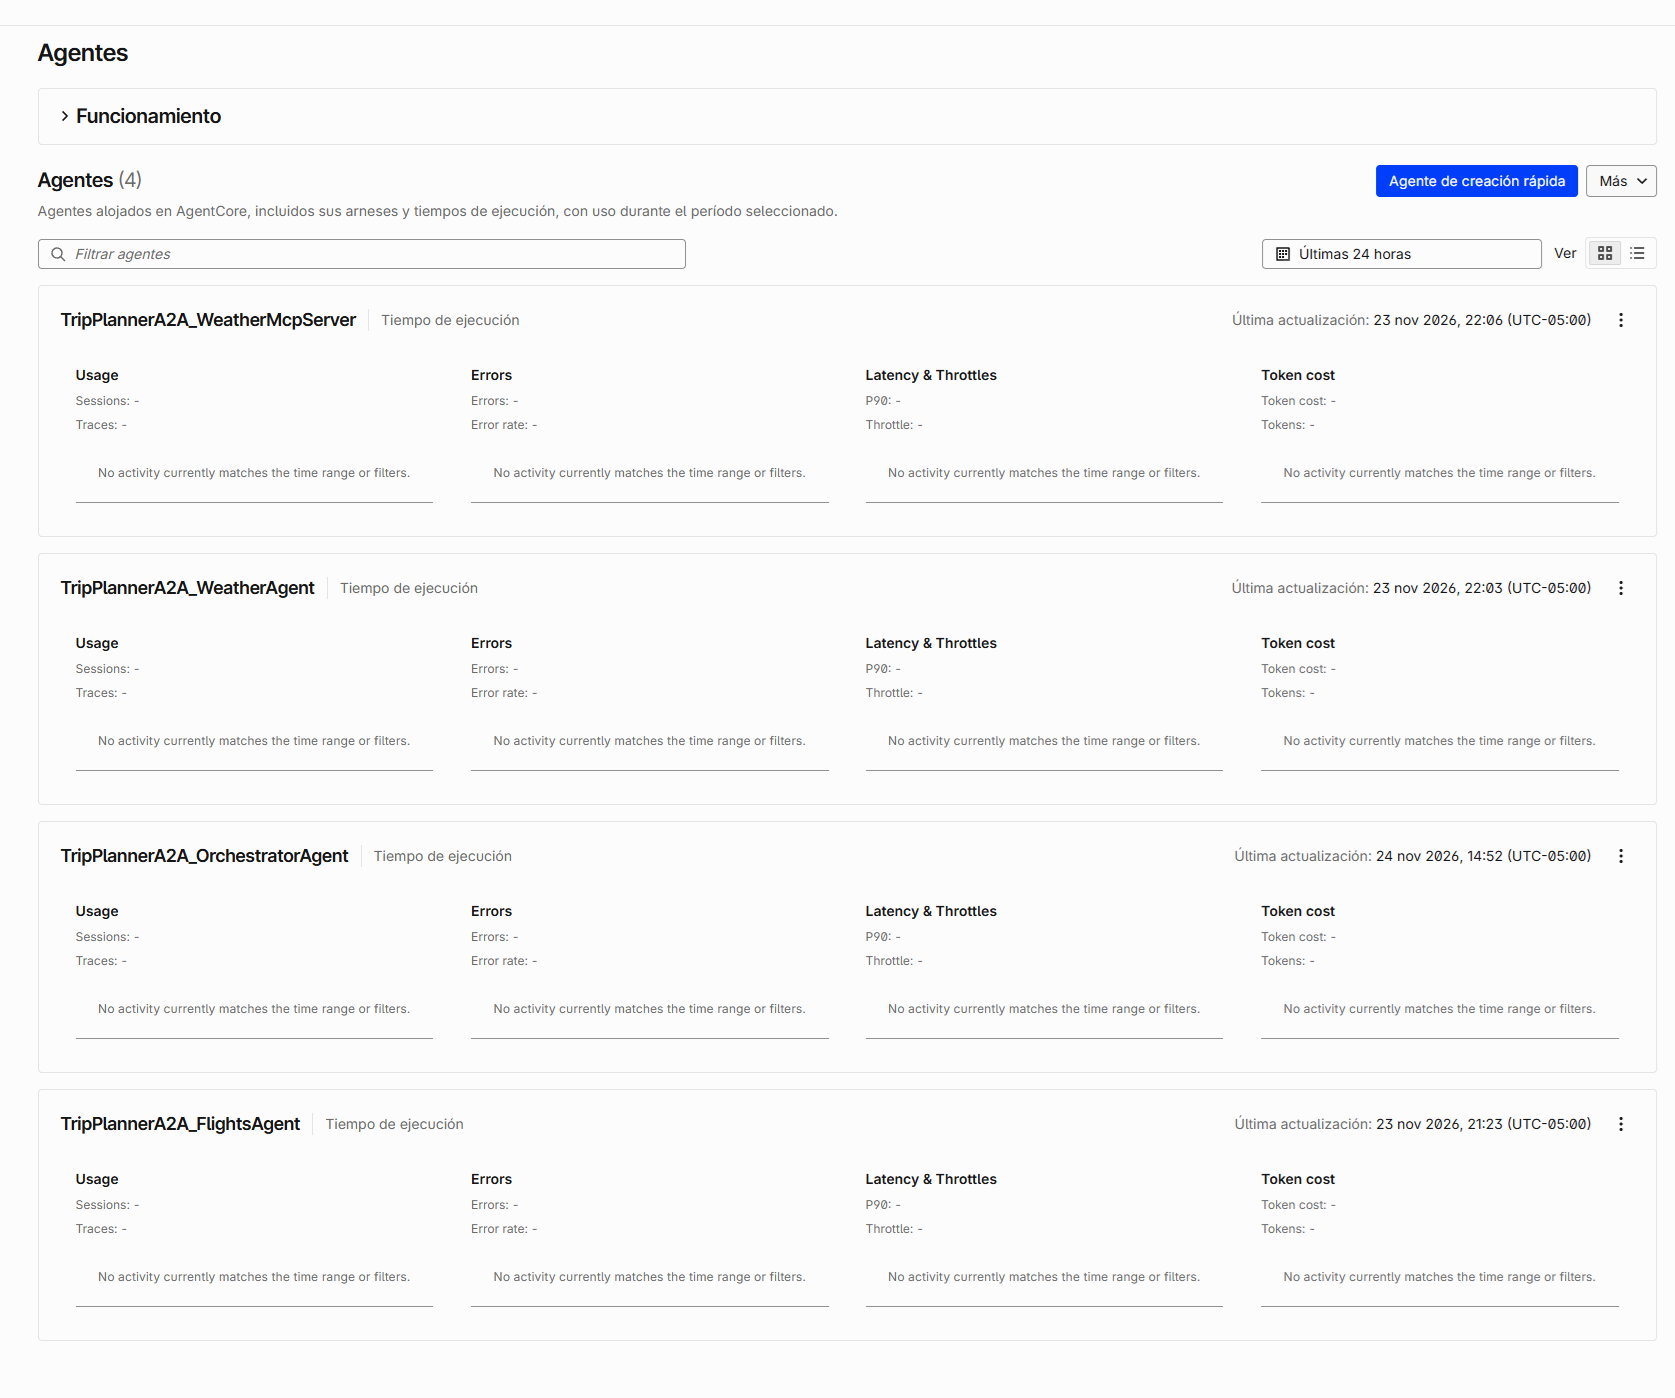 Agentes
Funcionamiento
Agentes (4)
Agente de creación rápida
Más
Agentes alojados en AgentCore, incluidos sus arneses y tiempos de ejecución, con uso durante el período seleccionado.
Filtrar agentes
Últimas 24 horas
Ver
TripPlannerA2A_WeatherMcpServer
Tiempo de ejecución
Última actualización: 23 nov 2026, 22:06 (UTC-05:00)
Usage
Sessions: -
Traces: -
No activity currently matches the time range or filters.
Errors
Errors: -
Error rate: -
No activity currently matches the time range or filters.
Latency & Throttles
P90: -
Throttle: -
No activity currently matches the time range or filters.
Token cost
Token cost: -
Tokens: -
No activity currently matches the time range or filters.
TripPlannerA2A_WeatherAgent
Tiempo de ejecución
Última actualización: 23 nov 2026, 22:03 (UTC-05:00)
Usage
Sessions: -
Traces: -
No activity currently matches the time range or filters.
Errors
Errors: -
Error rate: -
No activity currently matches the time range or filters.
Latency & Throttles
P90: -
Throttle: -
No activity currently matches the time range or filters.
Token cost
Token cost: -
Tokens: -
No activity currently matches the time range or filters.
TripPlannerA2A_OrchestratorAgent
Tiempo de ejecución
Última actualización: 24 nov 2026, 14:52 (UTC-05:00)
Usage
Sessions: -
Traces: -
No activity currently matches the time range or filters.
Errors
Errors: -
Error rate: -
No activity currently matches the time range or filters.
Latency & Throttles
P90: -
Throttle: -
No activity currently matches the time range or filters.
Token cost
Token cost: -
Tokens: -
No activity currently matches the time range or filters.
TripPlannerA2A_FlightsAgent
Tiempo de ejecución
Última actualización: 23 nov 2026, 21:23 (UTC-05:00)
Usage
Sessions: -
Traces: -
No activity currently matches the time range or filters.
Errors
Errors: -
Error rate: -
No activity currently matches the time range or filters.
Latency & Throttles
P90: -
Throttle: -
No activity currently matches the time range or filters.
Token cost
Token cost: -
Tokens: -
No activity currently matches the time range or filters.